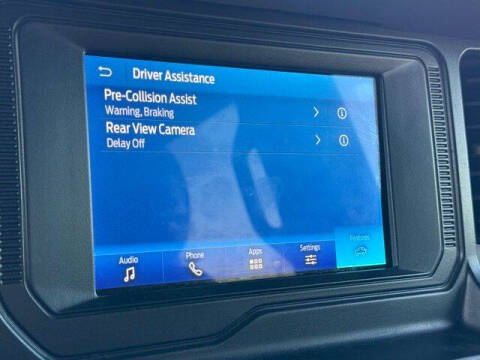 Driver Assistance
Pre-Collision Assist
Warning, Braking
Rear View Camera
Delay Off
Audio Phone Apps Settings Features